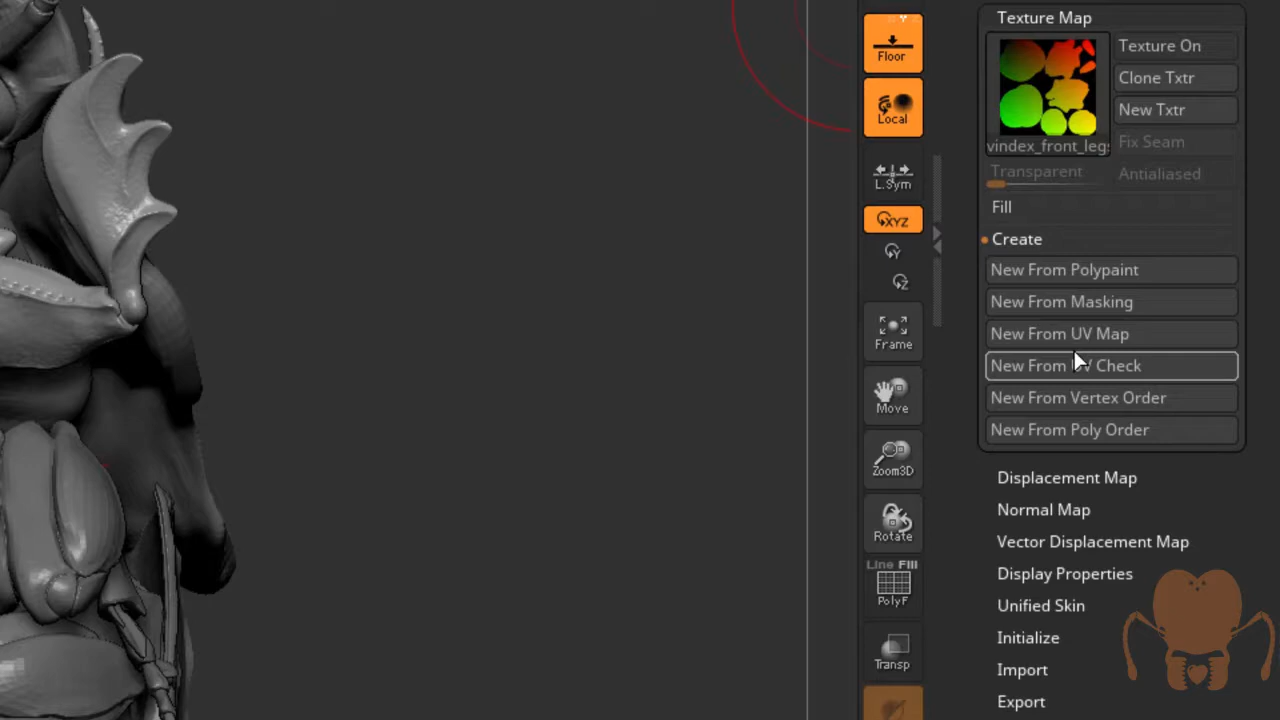 Floor
Local
L.Sym
XYZ
Y
Z
Frame
Move
Zoom3D
Rotate
Line Fill
PolyF
Transp
Texture Map
Texture On
Clone Txtr
New Txtr
vindex_front_legs
Fix Seam
Transparent
Antialiased
Fill
Create
New From Polypaint
New From Masking
New From UV Map
New From UV Check
New From Vertex Order
New From Poly Order
Displacement Map
Normal Map
Vector Displacement Map
Display Properties
Unified Skin
Initialize
Import
Export